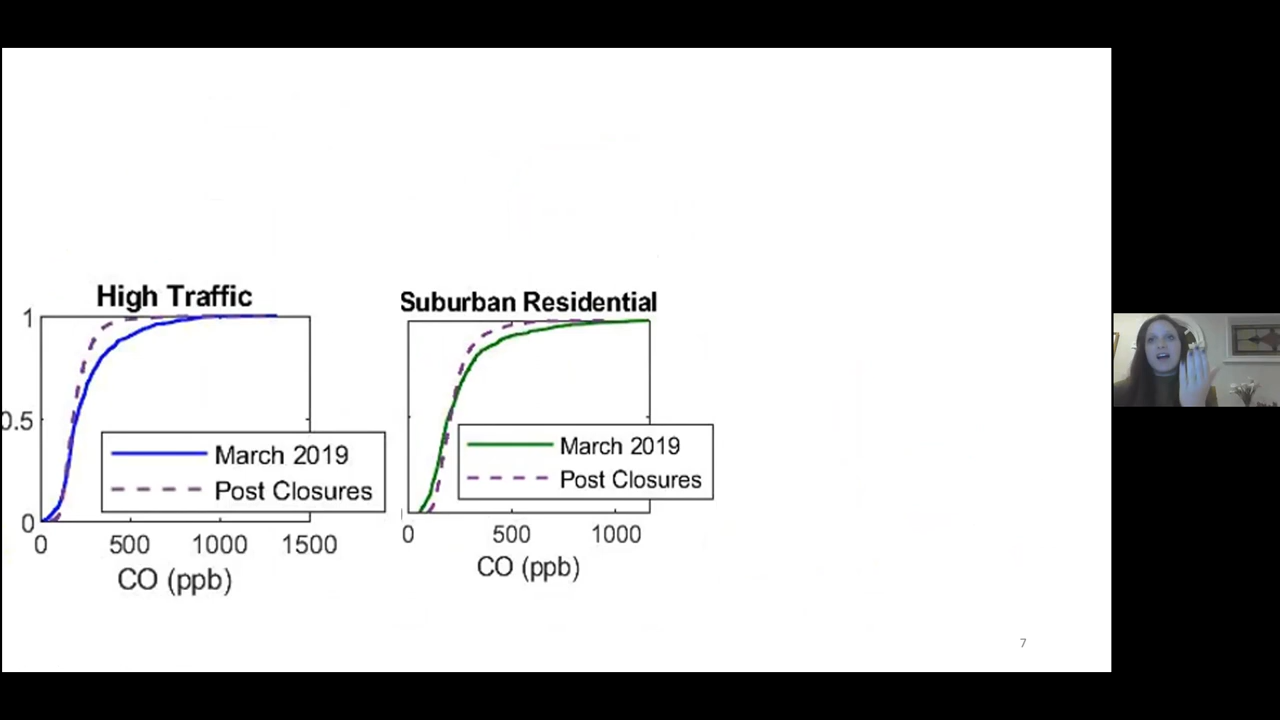 High Traffic
1
0.5
0
March 2019
Post Closures
0
500
1000
1500
CO (ppb)
Suburban Residential
March 2019
Post Closures
0
500
1000
CO (ppb)
7